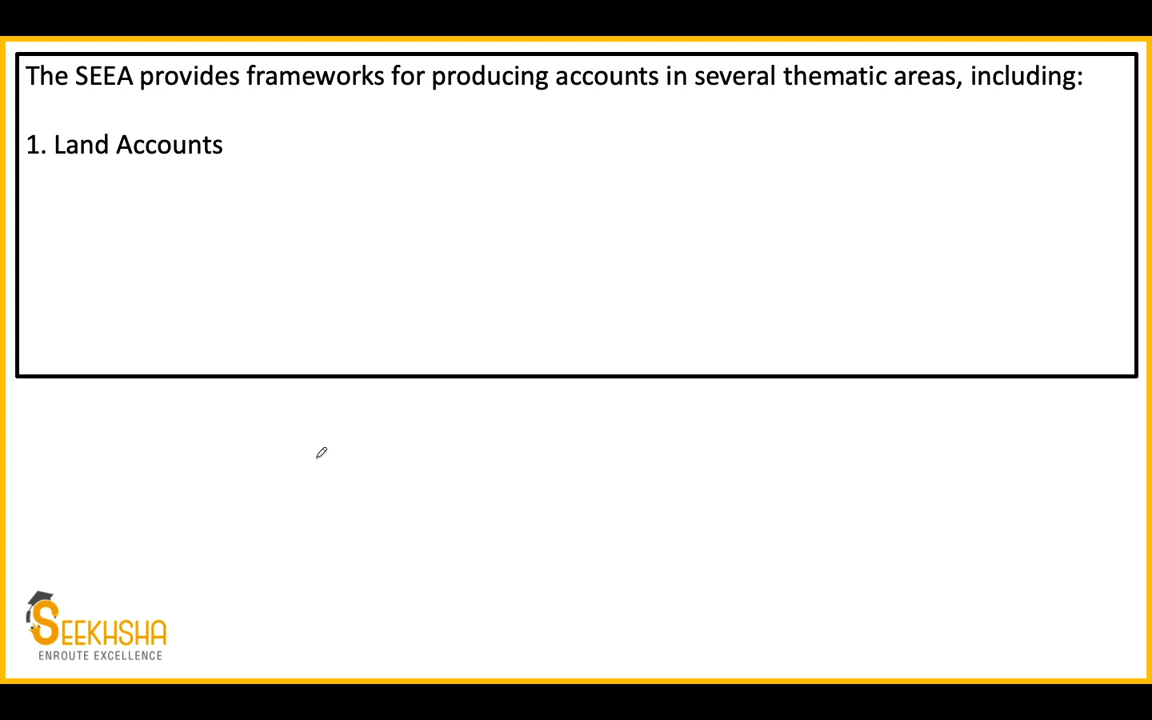 The SEEA provides frameworks for producing accounts in several thematic areas, including:
1. Land Accounts
SEEKHSHA
ENROUTE EXCELLENCE